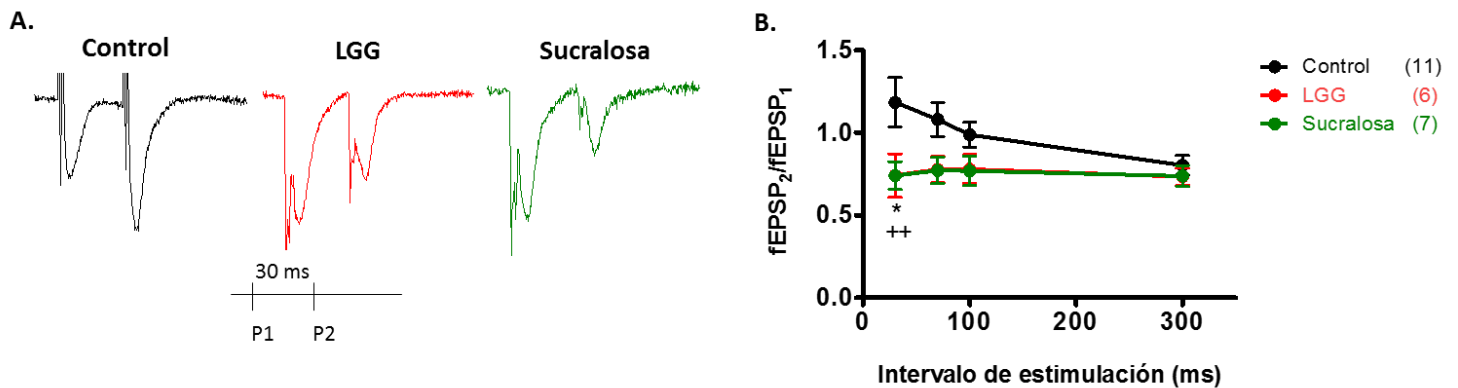 A.
Control
LGG
Sucralosa
30 ms
P1 P2
B.
fEPSP2/fEPSP1
1.5
1.0
0.5
0.0
*
++
0 100 200 300
Intervalo de estimulación (ms)
Control (11)
LGG (6)
Sucralosa (7)